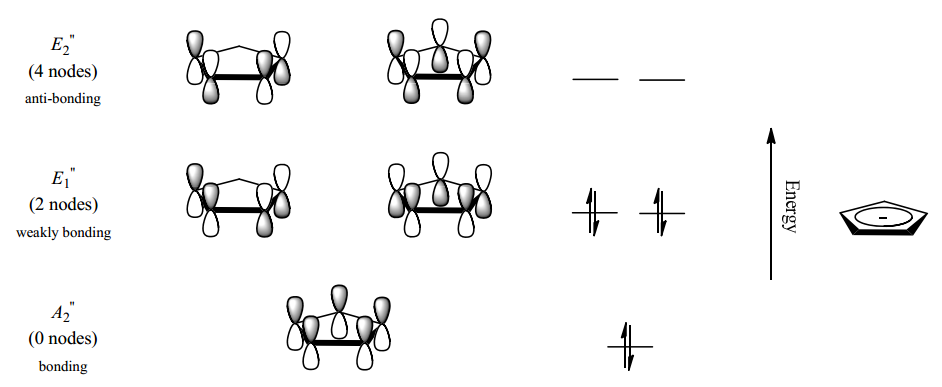 E₂"
(4 nodes)
anti-bonding
E₁"
(2 nodes)
weakly bonding
A₂"
(0 nodes)
bonding
Energy
-